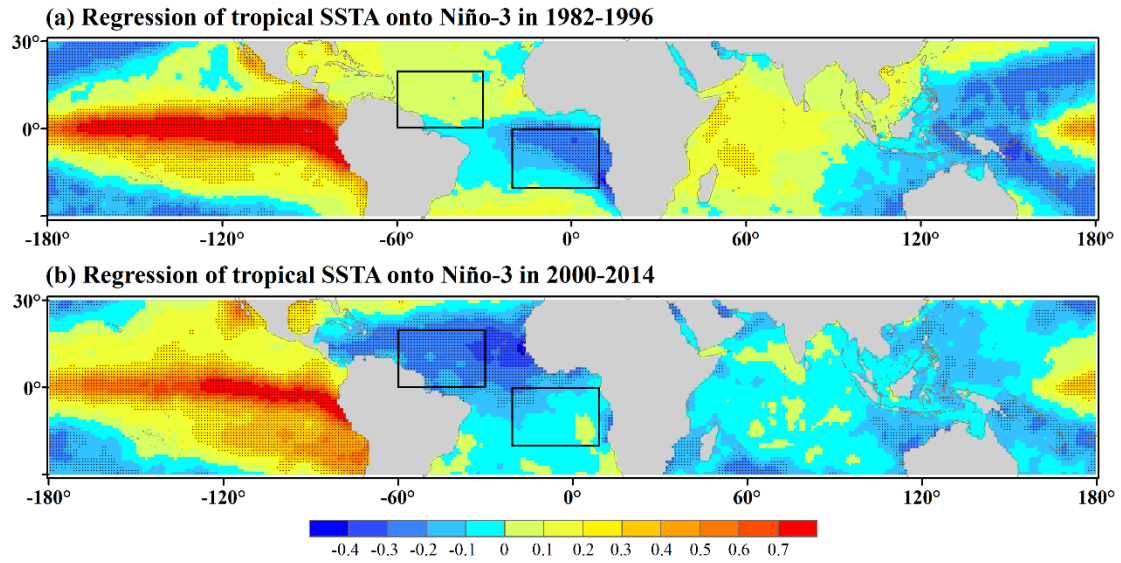 (a) Regression of tropical SSTA onto Niño-3 in 1982-1996
30°
0°
-180° -120° -60° 0° 60° 120° 180°
(b) Regression of tropical SSTA onto Niño-3 in 2000-2014
30°
0°
-180° -120° -60° 0° 60° 120° 180°
-0.4 -0.3 -0.2 -0.1 0 0.1 0.2 0.3 0.4 0.5 0.6 0.7